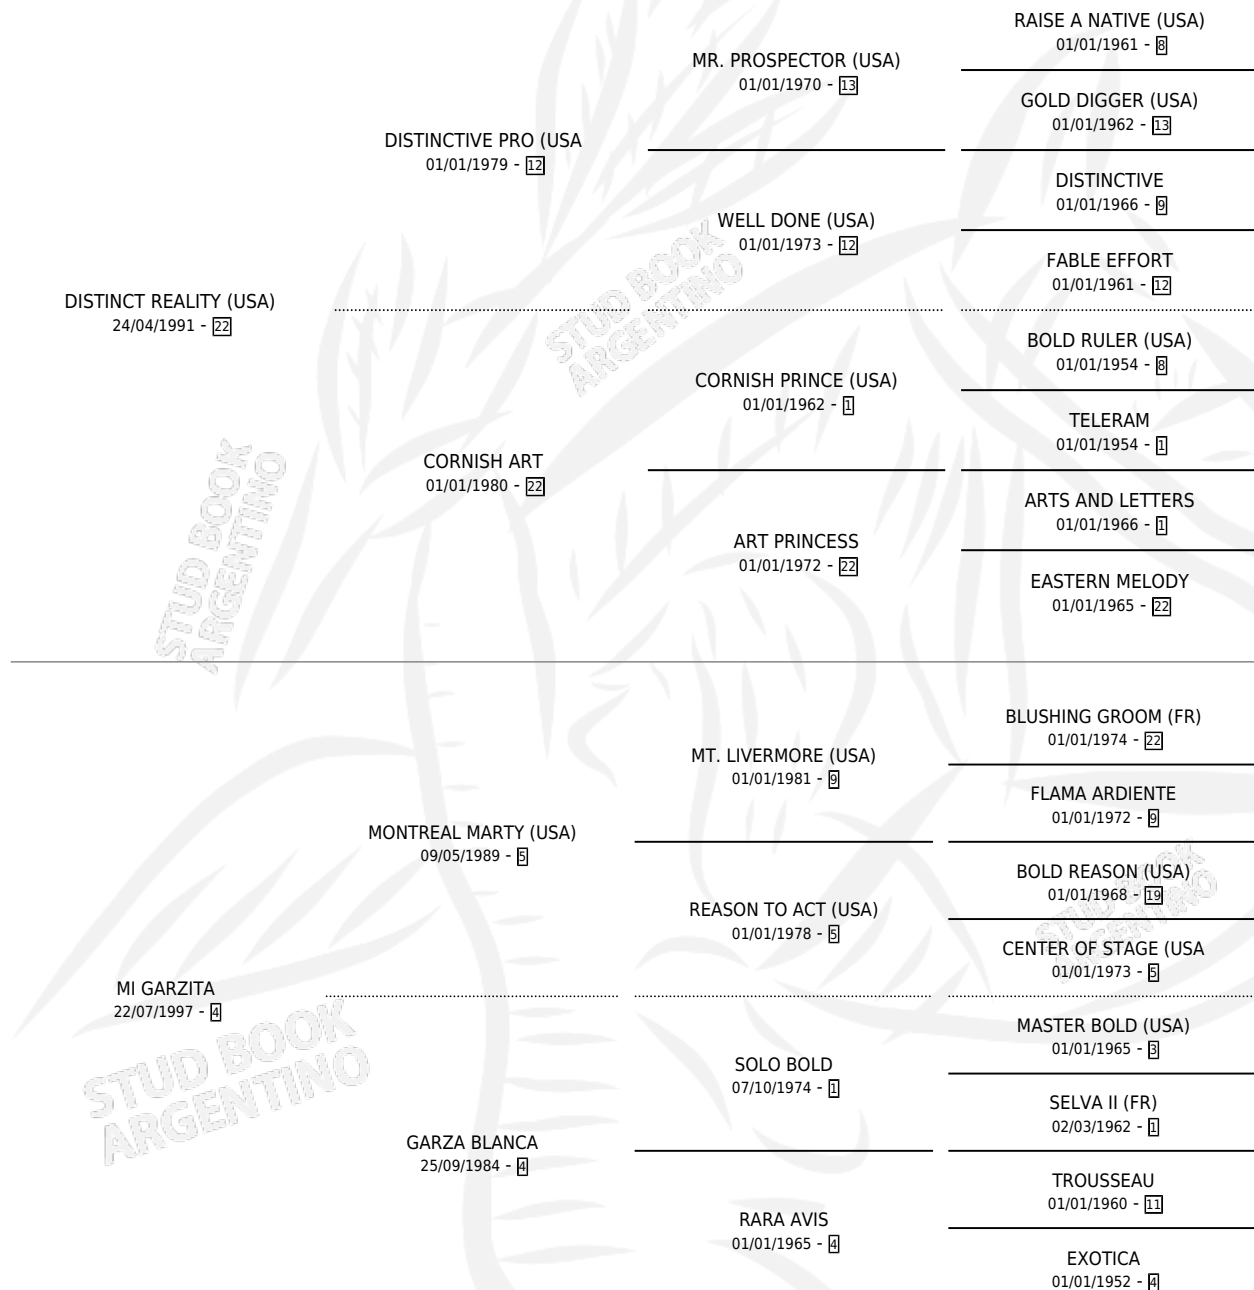 RAISE A NATIVE (USA)
01/01/1961 - 8
MR. PROSPECTOR (USA)
01/01/1970 - 13
GOLD DIGGER (USA)
01/01/1962 - 13
DISTINCTIVE PRO (USA
01/01/1979 - 12
DISTINCTIVE
01/01/1966 - 9
WELL DONE (USA)
01/01/1973 - 12
FABLE EFFORT
01/01/1961 - 12
DISTINCT REALITY (USA)
24/04/1991 - 22
BOLD RULER (USA)
01/01/1954 - 8
CORNISH PRINCE (USA)
01/01/1962 - 1
TELERAM
01/01/1954 - 1
CORNISH ART
01/01/1980 - 22
ARTS AND LETTERS
01/01/1966 - 1
ART PRINCESS
01/01/1972 - 22
EASTERN MELODY
01/01/1965 - 22
BLUSHING GROOM (FR)
01/01/1974 - 22
MT. LIVERMORE (USA)
01/01/1981 - 9
FLAMA ARDIENTE
01/01/1972 - 9
MONTREAL MARTY (USA)
09/05/1989 - 5
BOLD REASON (USA)
01/01/1968 - 19
REASON TO ACT (USA)
01/01/1978 - 5
CENTER OF STAGE (USA
01/01/1973 - 5
MI GARZITA
22/07/1997 - 4
MASTER BOLD (USA)
01/01/1965 - 3
SOLO BOLD
07/10/1974 - 1
SELVA II (FR)
02/03/1962 - 1
GARZA BLANCA
25/09/1984 - 4
TROUSSEAU
01/01/1960 - 11
RARA AVIS
01/01/1965 - 4
EXOTICA
01/01/1952 - 4
STUD BOOK
ARGENTINO
STUD BOOK
ARGENTINO
STUD BOOK
ARGENTINO
STUD BOOK
ARGENTINO